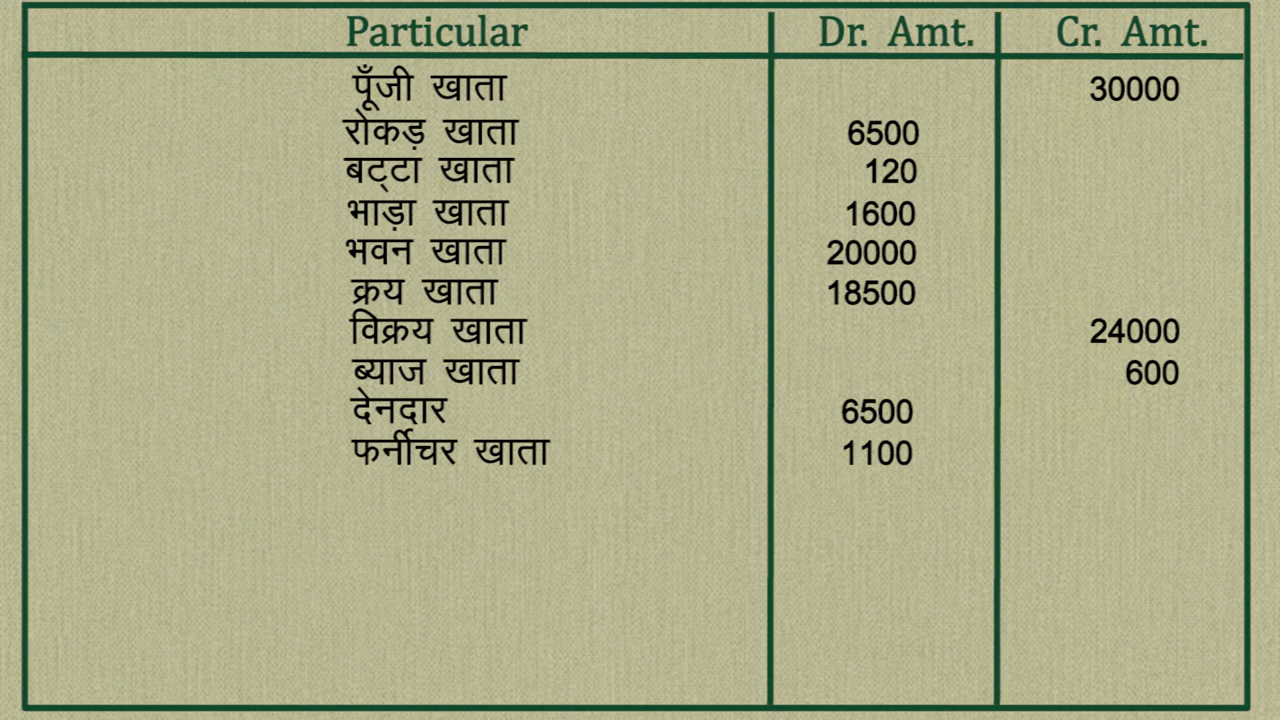 Particular Dr. Amt. Cr. Amt.
पूँजी खाता 30000
रोकड़ खाता 6500
बट्टा खाता 120
भाड़ा खाता 1600
भवन खाता 20000
क्रय खाता 18500
विक्रय खाता 24000
ब्याज खाता 600
देनदार 6500
फर्नीचर खाता 1100